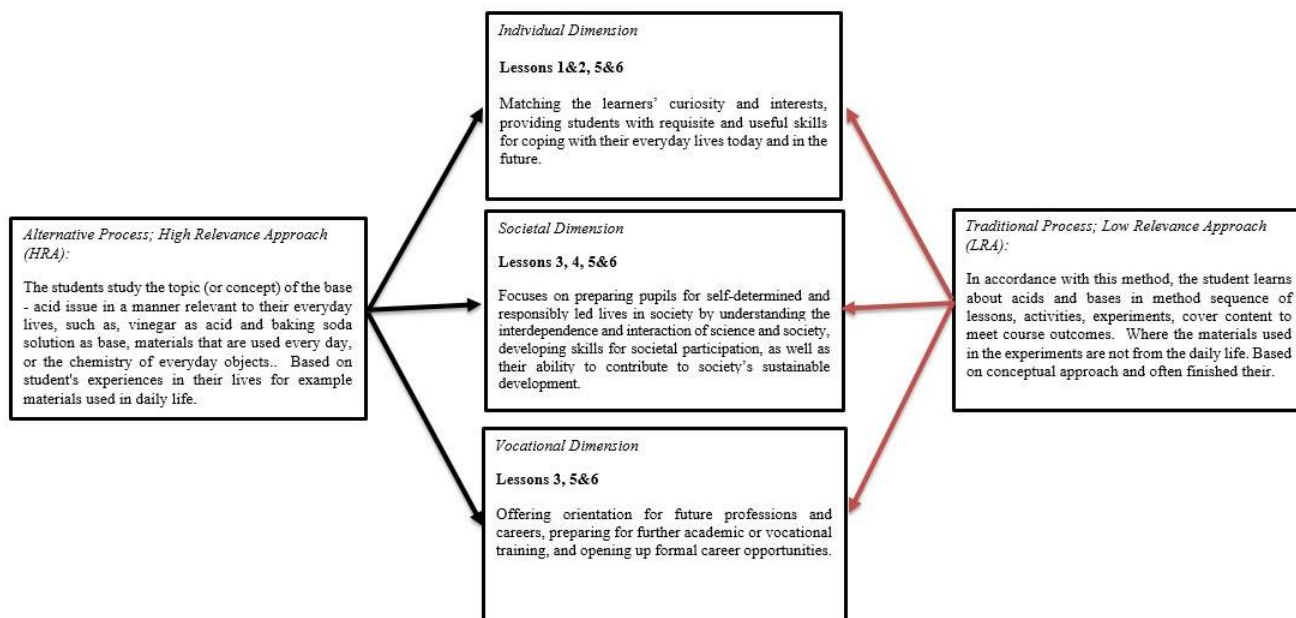 Individual Dimension
Lessons 1&2, 5&6
Matching the learners' curiosity and interests,
providing students with requisite and useful skills
for coping with their everyday lives today and in the
future.
Alternative Process; High Relevance Approach
(HRA):
The students study the topic (or concept) of the base
- acid issue in a manner relevant to their everyday
lives, such as, vinegar as acid and baking soda
solution as base, materials that are used every day,
or the chemistry of everyday objects.. Based on
student's experiences in their lives for example
materials used in daily life.
Societal Dimension
Lessons 3, 4, 5&6
Focuses on preparing pupils for self-determined and
responsibly led lives in society by understanding the
interdependence and interaction of science and society,
developing skills for societal participation, as well as
their ability to contribute to society's sustainable
development.
Traditional Process; Low Relevance Approach
(LRA):
In accordance with this method, the student learns
about acids and bases in method sequence of
lessons, activities, experiments, cover content to
meet course outcomes. Where the materials used
in the experiments are not from the daily life. Based
on conceptual approach and often finished their.
Vocational Dimension
Lessons 3, 5&6
Offering orientation for future professions and
careers, preparing for further academic or vocational
training, and opening up formal career opportunities.